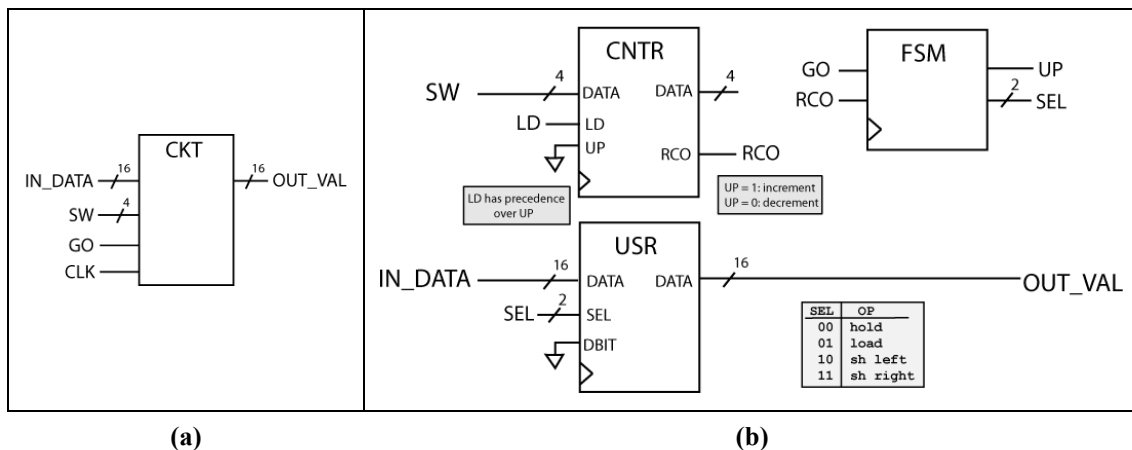 CKT
IN_DATA 16 16 OUT_VAL
SW 4
GO
CLK
(a)
CNTR
SW 4 DATA DATA 4
LD LD
UP RCO RCO
LD has precedence
over UP
UP = 1: increment
UP = 0: decrement
FSM
GO UP
RCO 2 SEL
USR
IN_DATA 16 DATA DATA 16 OUT_VAL
SEL 2 SEL
DBIT
SEL OP
00 hold
01 load
10 sh left
11 sh right
(b)